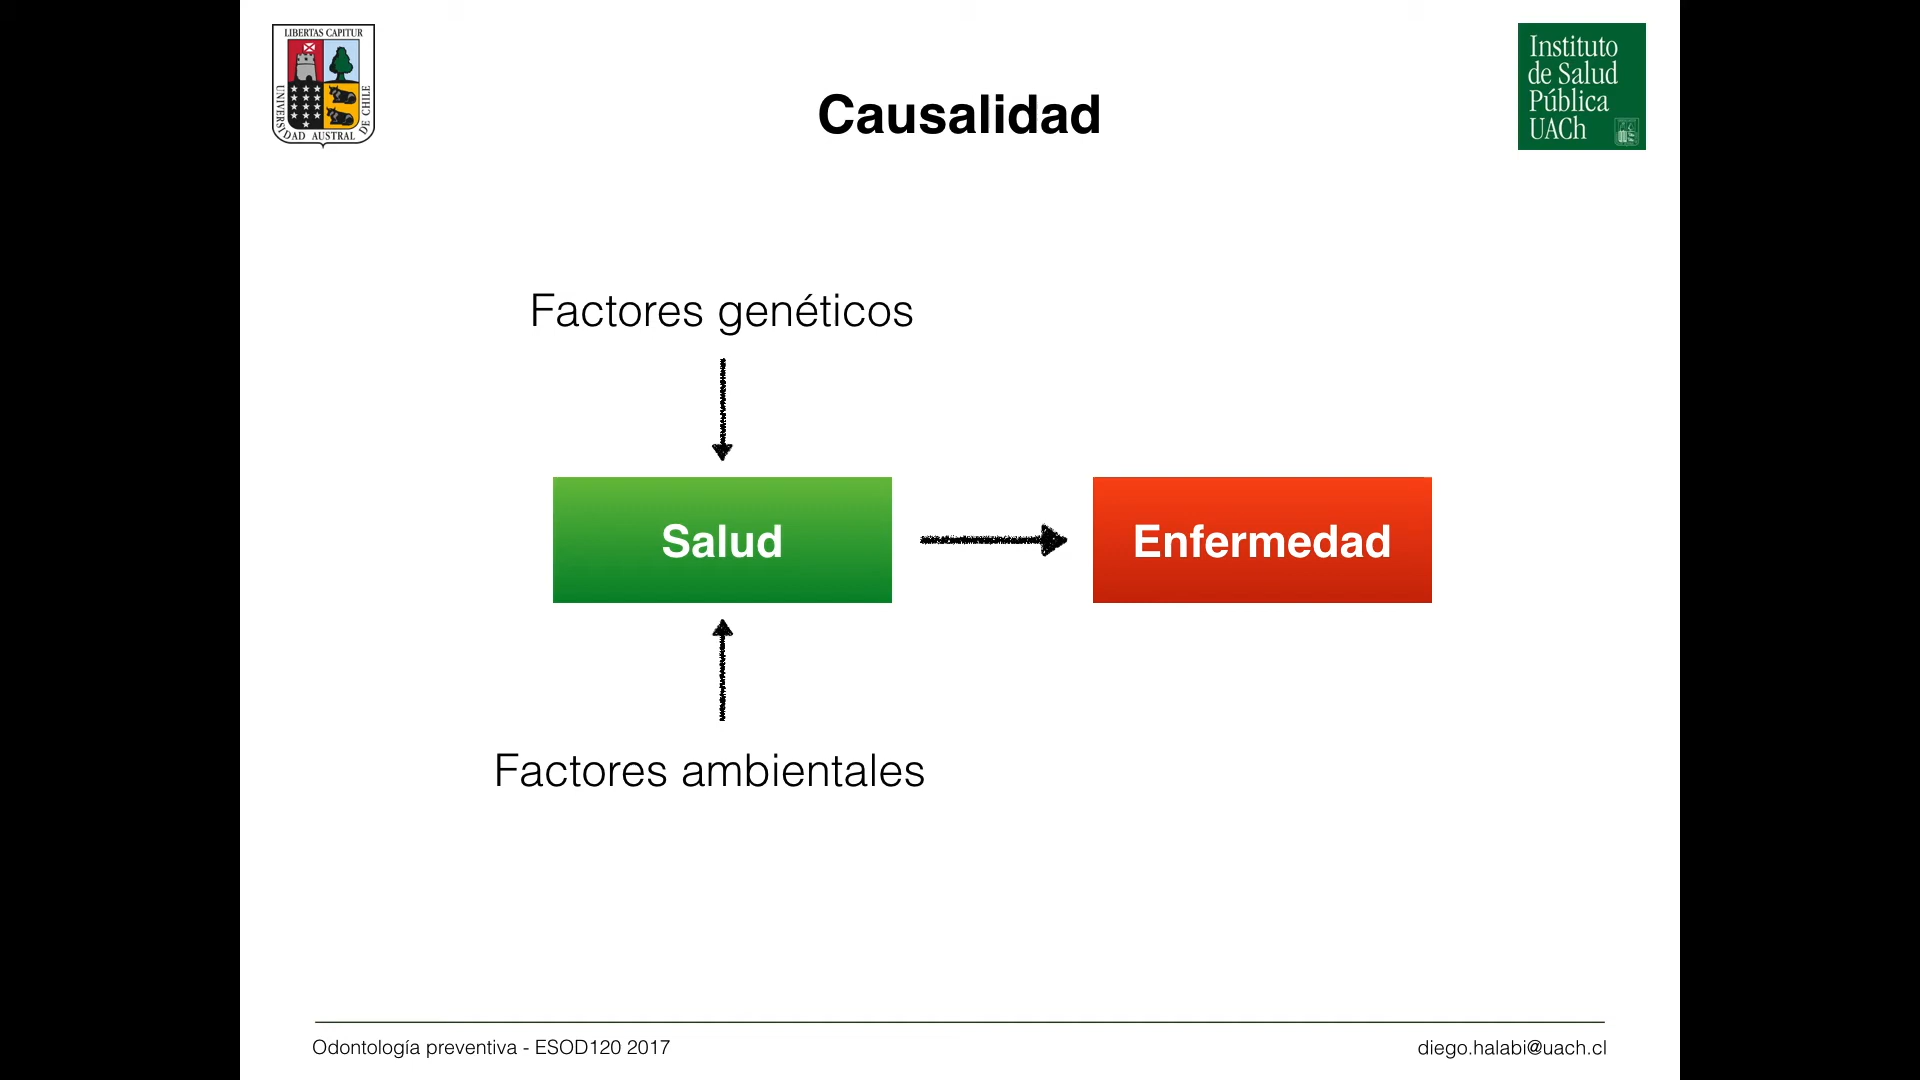 LIBERTAS CAPITUR
UNIVERSIDAD AUSTRAL DE CHILE
Instituto
de Salud
Pública
UACh
Causalidad
Factores genéticos
Salud
Enfermedad
Factores ambientales
Odontología preventiva - ESOD120 2017
diego.halabi@uach.cl